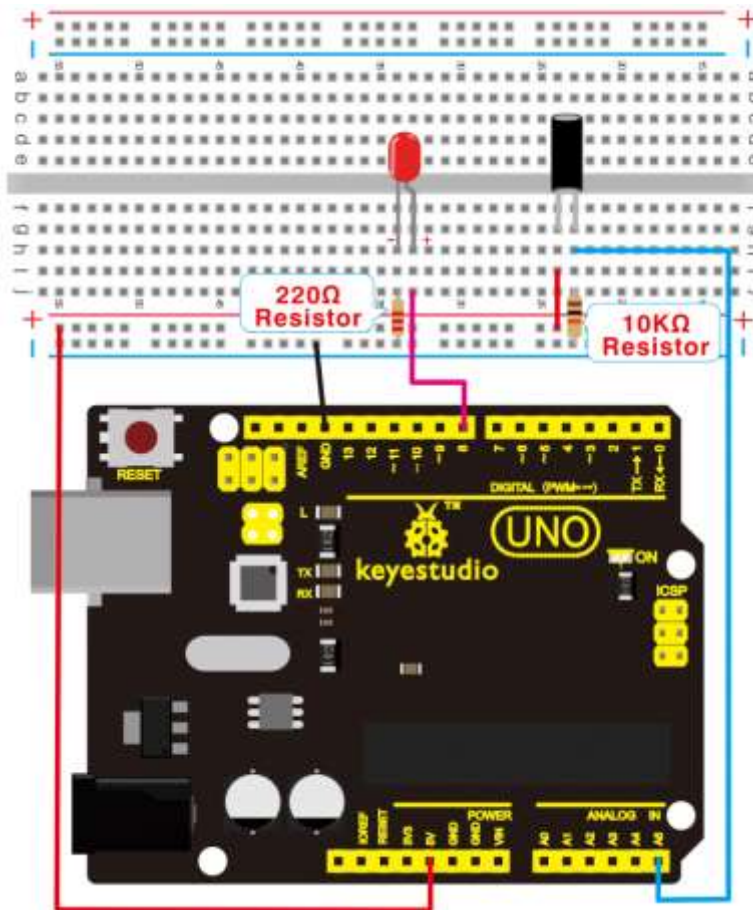 + +
a a
b b
c c
d d
e e
f f
g g
h h
i i
j j
- +
220Ω
Resistor
10KΩ
Resistor
+ +
RESET
AREF
GND
13
12
~11
~10
~9
8
7
~6
~5
4
~3
2
TX→1
RX←0
DIGITAL (PWM~)
L
TX
RX
TM
keyestudio
UNO
ON
ICSP
POWER
ANALOG IN
IOREF
RESET
3V3
5V
GND
GND
VIN
A0
A1
A2
A3
A4
A5